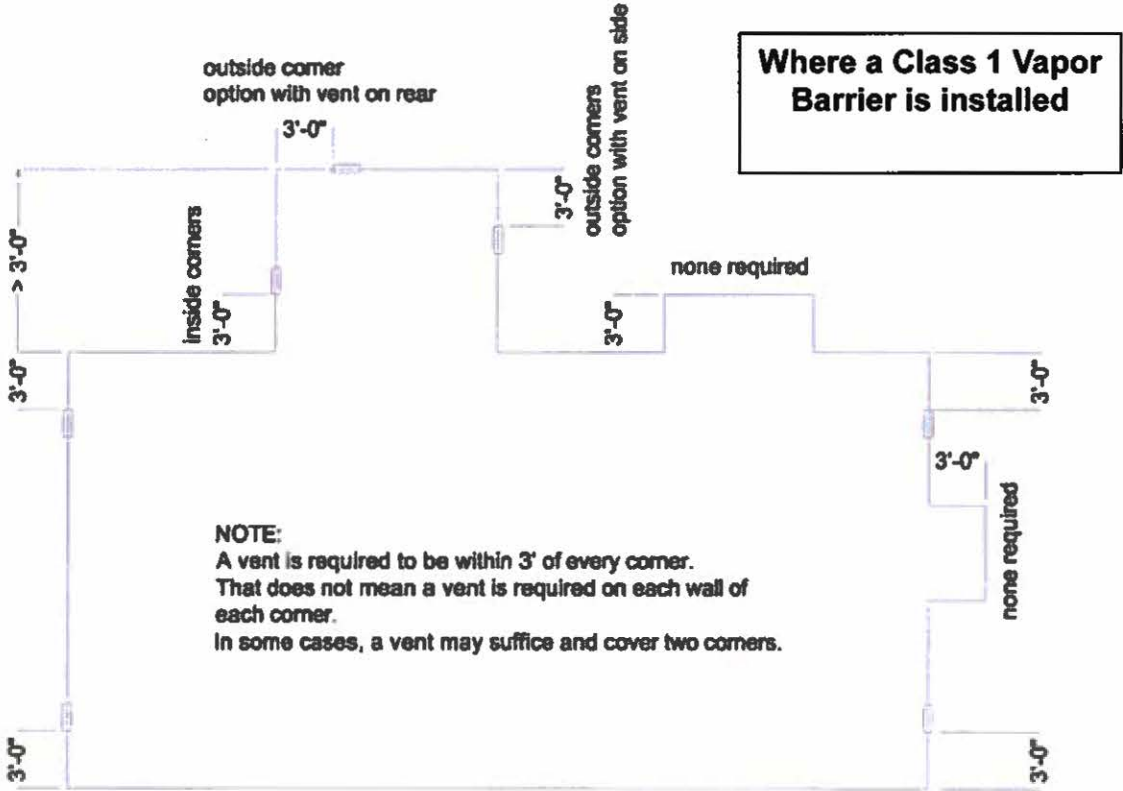 Where a Class 1 Vapor
Barrier is installed
outside corner
option with vent on rear
3'-0"
outside corners
option with vent on side
3'-0"
> 3'-0"
inside corners
3'-0"
3'-0"
none required
3'-0"
3'-0"
3'-0"
none required
NOTE:
A vent is required to be within 3' of every corner.
That does not mean a vent is required on each wall of
each corner.
In some cases, a vent may suffice and cover two corners.
3'-0"
3'-0"